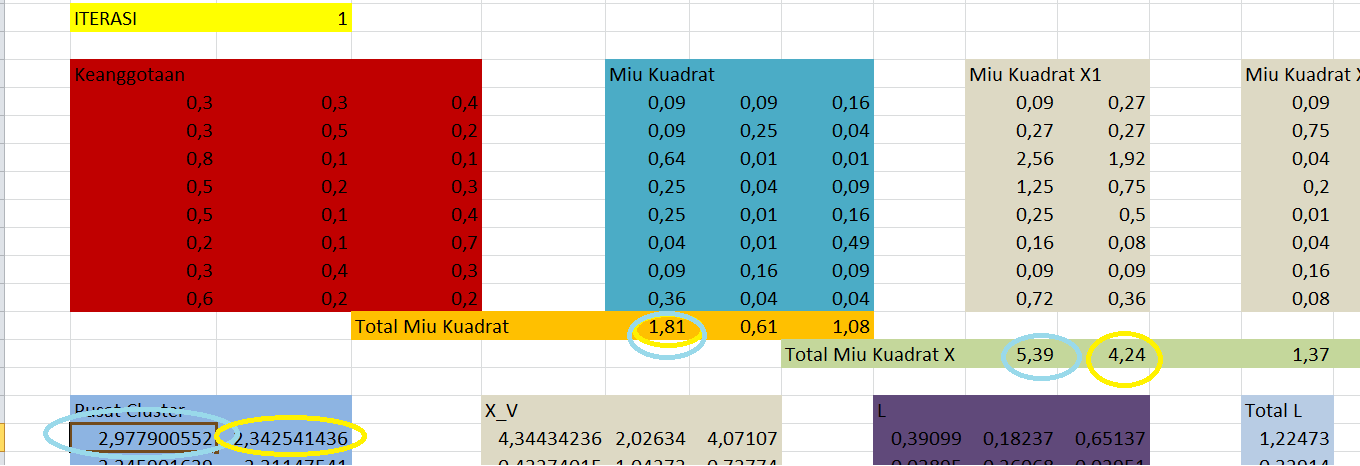 ITERASI 1
Keanggotaan Miu Kuadrat Miu Kuadrat X1 Miu Kuadrat X
0,3 0,3 0,4 0,09 0,09 0,16 0,09 0,27 0,09
0,3 0,5 0,2 0,09 0,25 0,04 0,27 0,27 0,75
0,8 0,1 0,1 0,64 0,01 0,01 2,56 1,92 0,04
0,5 0,2 0,3 0,25 0,04 0,09 1,25 0,75 0,2
0,5 0,1 0,4 0,25 0,01 0,16 0,25 0,5 0,01
0,2 0,1 0,7 0,04 0,01 0,49 0,16 0,08 0,04
0,3 0,4 0,3 0,09 0,16 0,09 0,09 0,09 0,16
0,6 0,2 0,2 0,36 0,04 0,04 0,72 0,36 0,08
Total Miu Kuadrat 1,81 0,61 1,08
Total Miu Kuadrat X 5,39 4,24 1,37
Pusat Cluster X_V L Total L
2,977900552 2,342541436 4,34434236 2,02634 4,07107 0,39099 0,18237 0,65137 1,22473